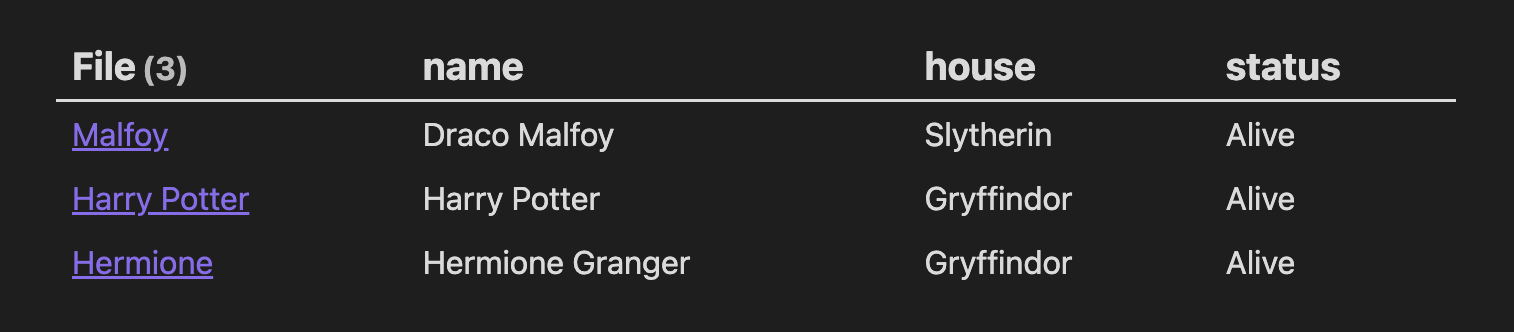 File (3) name house status
Malfoy Draco Malfoy Slytherin Alive
Harry Potter Harry Potter Gryffindor Alive
Hermione Hermione Granger Gryffindor Alive